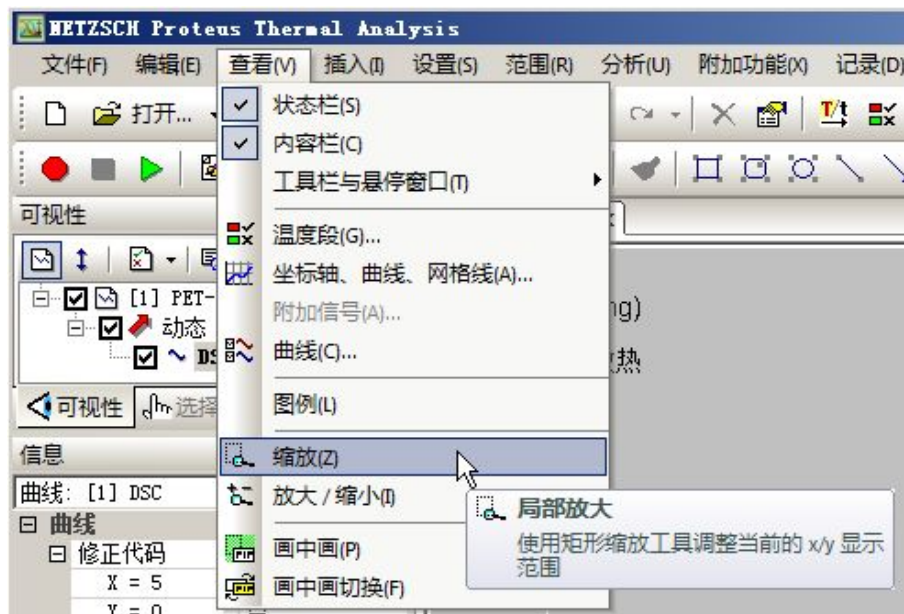 NETZSCH Proteus Thermal Analysis
文件(F) 编辑(E) 查看(V) 插入(I) 设置(S) 范围(R) 分析(U) 附加功能(X) 记录(D)
打开...
状态栏(S)
内容栏(C)
工具栏与悬停窗口(T)
可视性
温度段(G)...
坐标轴、曲线、网格线(A)...
[1] PET-
附加信号(A)...
动态
曲线(C)...
可视性 选择
图例(L)
信息
缩放(Z)
曲线: [1] DSC
放大 / 缩小(I)
局部放大
使用矩形缩放工具调整当前的 x/y 显示
范围
曲线
修正代码
画中画(P)
X = 5
画中画切换(F)
Y = 0